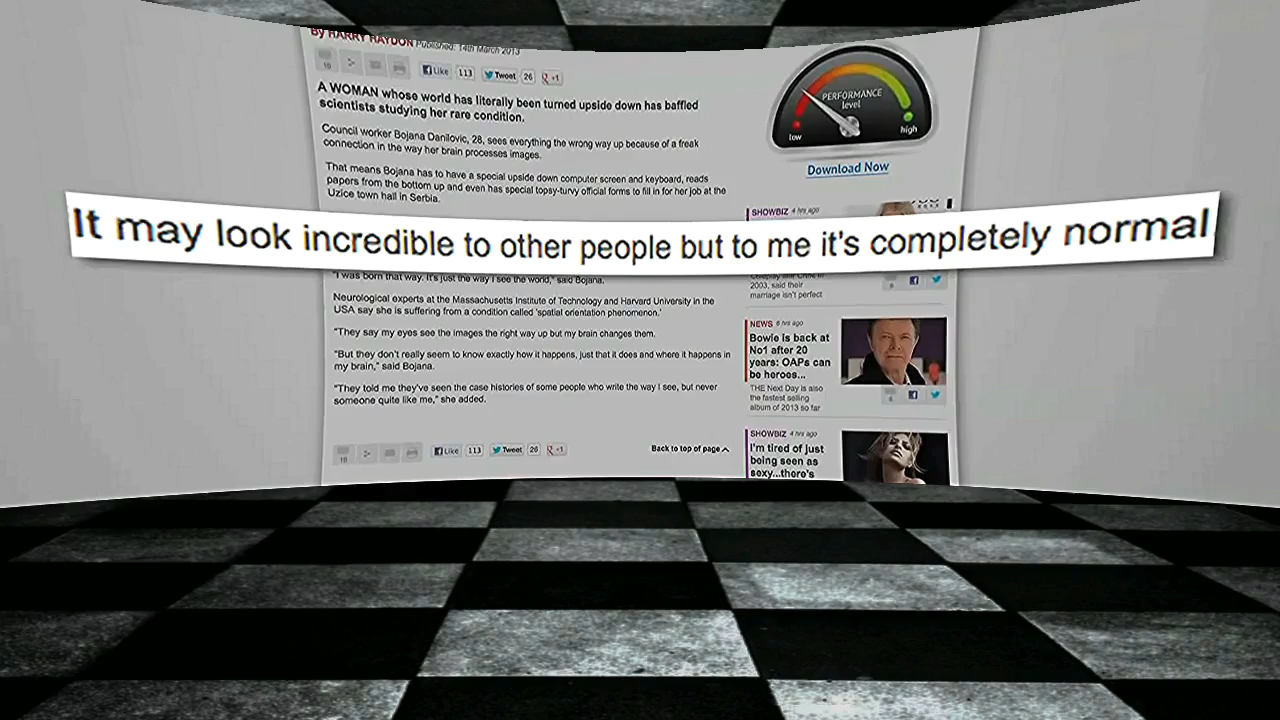 By HARRY HAYDON Published: 14th March 2013
10
Like 113 Tweet 26 +1
A WOMAN whose world has literally been turned upside down has baffled
scientists studying her rare condition.
Council worker Bojana Danilovic, 28, sees everything the wrong way up because of a freak
connection in the way her brain processes images.
That means Bojana has to have a special upside down computer screen and keyboard, reads
papers from the bottom up and even has special topsy-turvy official forms to fill in for her job at the
Uzice town hall in Serbia.
It may look incredible to other people but to me it's completely normal
"I was born that way. It's just the way I see the world," said Bojana.
Neurological experts at the Massachusetts Institute of Technology and Harvard University in the
USA say she is suffering from a condition called 'spatial orientation phenomenon.'
"They say my eyes see the images the right way up but my brain changes them.
"But they don't really seem to know exactly how it happens, just that it does and where it happens in
my brain," said Bojana.
"They told me they've seen the case histories of some people who write the way I see, but never
someone quite like me," she added.
10
Like 113 Tweet 26 +1
Back to top of page
PERFORMANCE
level
low
high
Download Now
SHOWBIZ 4 hrs ago
2003, said their
marriage isn't perfect
NEWS 6 hrs ago
Bowie is back at
No1 after 20
years: OAPs can
be heroes...
THE Next Day is also
the fastest selling
album of 2013 so far
SHOWBIZ 4 hrs ago
I'm tired of just
being seen as
sexy...there's